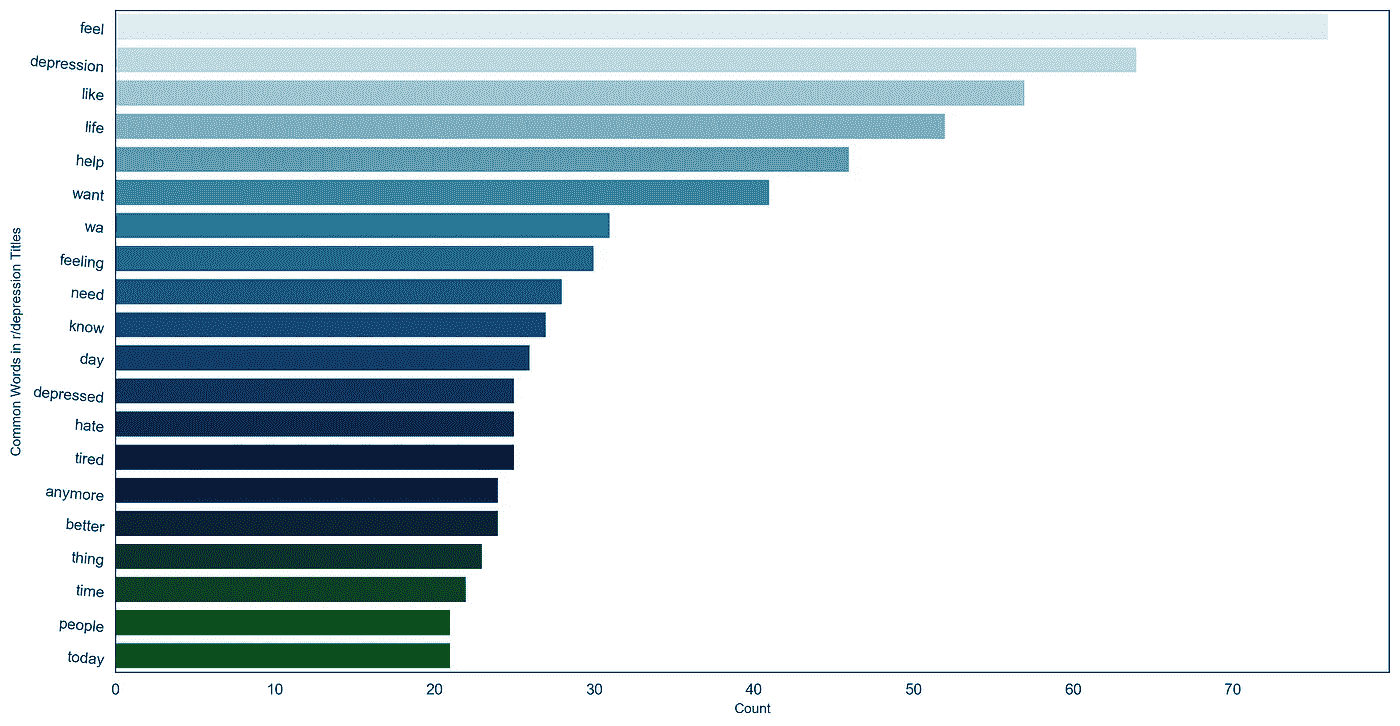 feel
depression
like
life
help
want
wa
feeling
need
know
day
depressed
hate
tired
anymore
better
thing
time
people
today
Common Words in r/depression Titles
0 10 20 30 40 50 60 70
Count